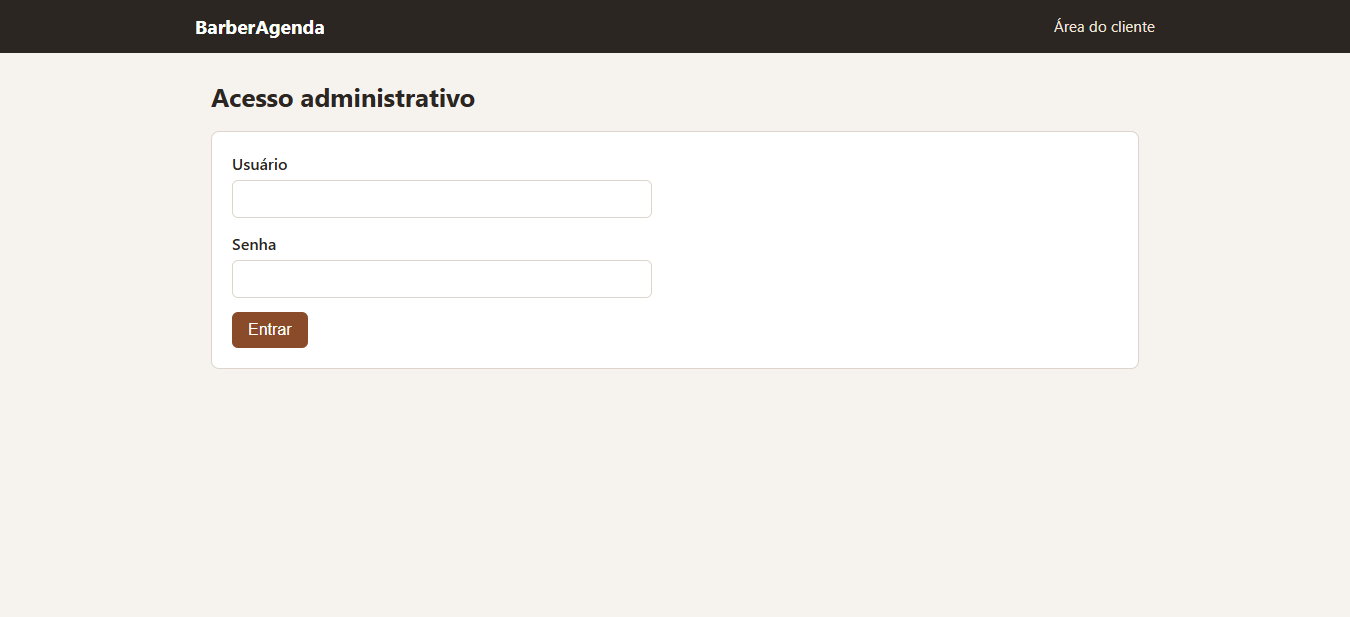 BarberAgenda
Área do cliente
Acesso administrativo
Usuário
Senha
Entrar